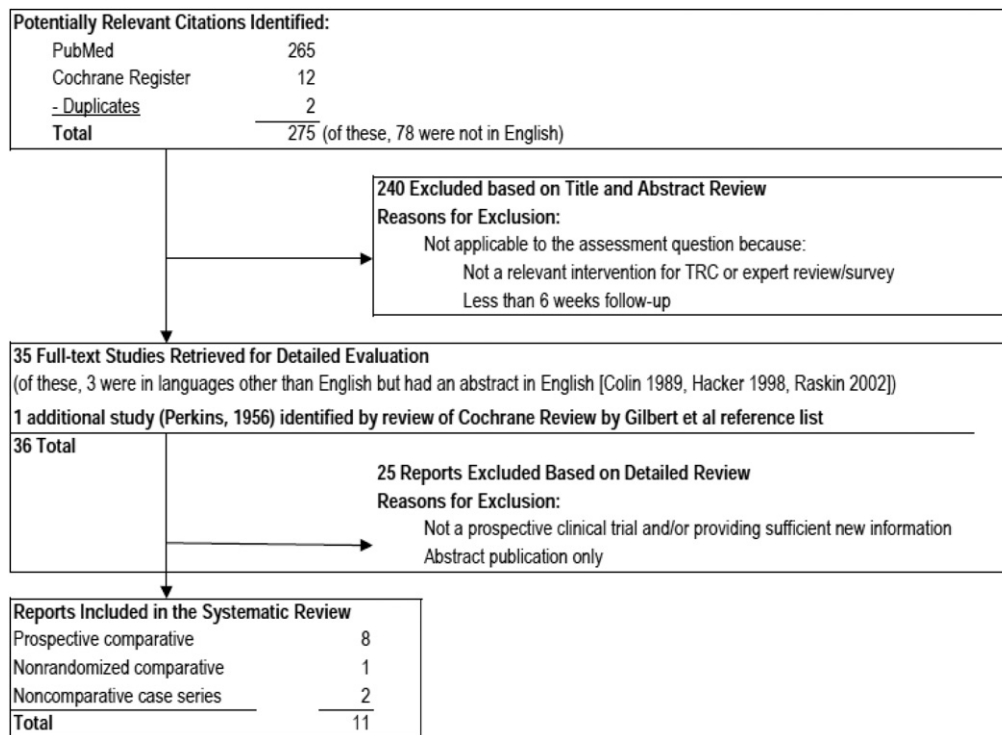 Potentially Relevant Citations Identified:
PubMed 265
Cochrane Register 12
- Duplicates 2
Total 275 (of these, 78 were not in English)
240 Excluded based on Title and Abstract Review
Reasons for Exclusion:
Not applicable to the assessment question because:
Not a relevant intervention for TRC or expert review/survey
Less than 6 weeks follow-up
35 Full-text Studies Retrieved for Detailed Evaluation
(of these, 3 were in languages other than English but had an abstract in English [Colin 1989, Hacker 1998, Raskin 2002])
1 additional study (Perkins, 1956) identified by review of Cochrane Review by Gilbert et al reference list
36 Total
25 Reports Excluded Based on Detailed Review
Reasons for Exclusion:
Not a prospective clinical trial and/or providing sufficient new information
Abstract publication only
Reports Included in the Systematic Review
Prospective comparative 8
Nonrandomized comparative 1
Noncomparative case series 2
Total 11